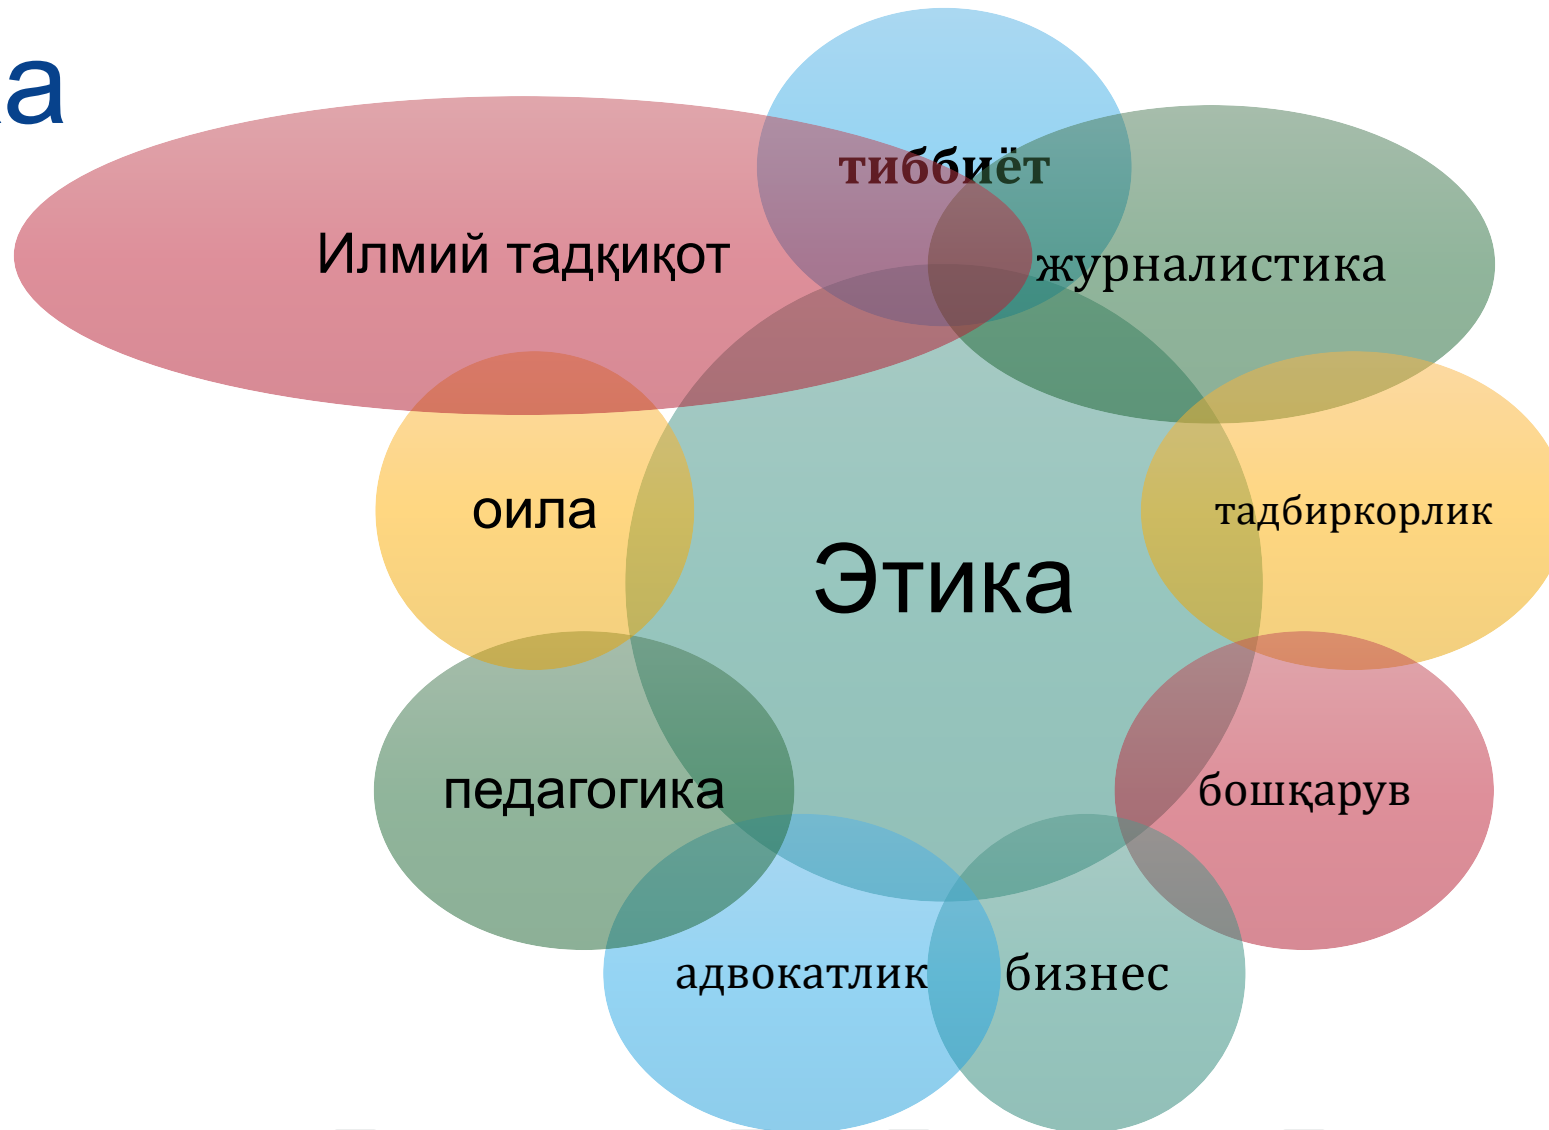 тиббиёт
Илмий тадқиқот
журналистика
оила
тадбиркорлик
Этика
педагогика
бошқарув
адвокатлик
бизнес